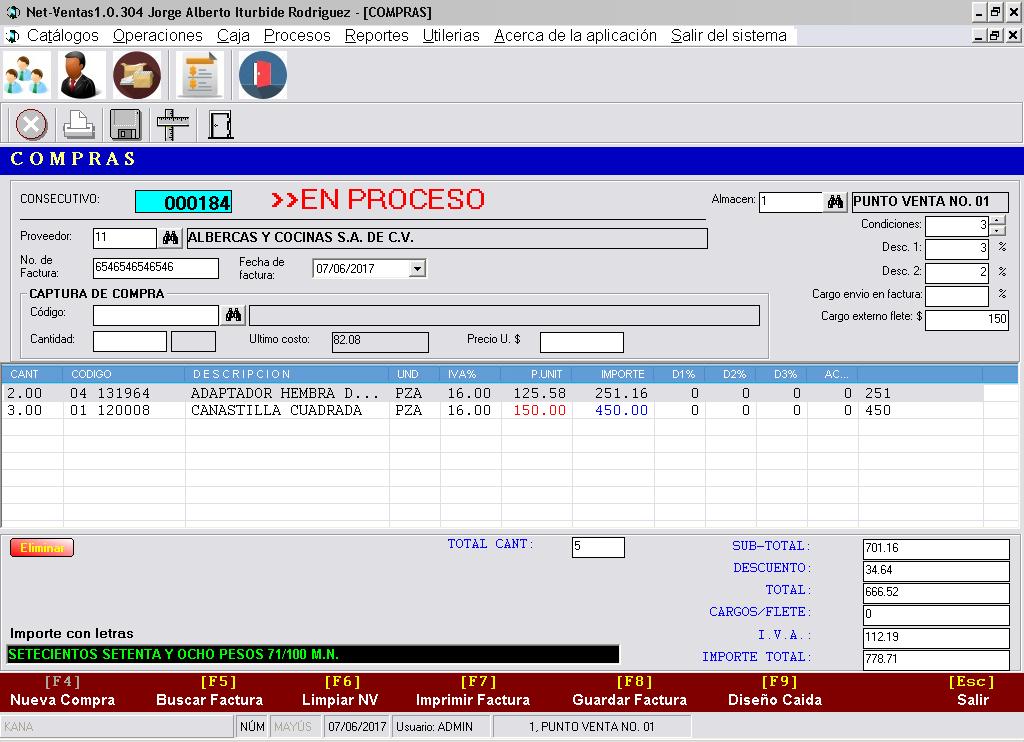 Net-Ventas1.0.304 Jorge Alberto Iturbide Rodriguez - [COMPRAS]
Catálogos Operaciones Caja Procesos Reportes Utilerias Acerca de la aplicación Salir del sistema
COMPRAS
CONSECUTIVO: 000184 >>EN PROCESO Almacen: 1 PUNTO VENTA NO. 01
Condiciones: 3
Proveedor: 11 ALBERCAS Y COCINAS S.A. DE C.V.
Desc. 1: 3 %
No. de Factura: 6546546546546 Fecha de factura: 07/06/2017
Desc. 2: 2 %
CAPTURA DE COMPRA
Cargo envio en factura: %
Código:
Cargo externo flete: $ 150
Cantidad: Ultimo costo: 82.08 Precio U. $
CANT CODIGO DESCRIPCION UND IVA% P.UNIT IMPORTE D1% D2% D3% AC...
2.00 04 131964 ADAPTADOR HEMBRA D... PZA 16.00 125.58 251.16 0 0 0 0 251
3.00 01 120008 CANASTILLA CUADRADA PZA 16.00 150.00 450.00 0 0 0 0 450
Eliminar TOTAL CANT: 5 SUB-TOTAL: 701.16
DESCUENTO: 34.64
TOTAL: 666.52
CARGOS/FLETE: 0
Importe con letras I.V.A.: 112.19
SETECIENTOS SETENTA Y OCHO PESOS 71/100 M.N. IMPORTE TOTAL: 778.71
[F4] [F5] [F6] [F7] [F8] [F9] [Esc]
Nueva Compra Buscar Factura Limpiar NV Imprimir Factura Guardar Factura Diseño Caida Salir
KANA NÚM MAYÚS 07/06/2017 Usuario: ADMIN 1, PUNTO VENTA NO. 01